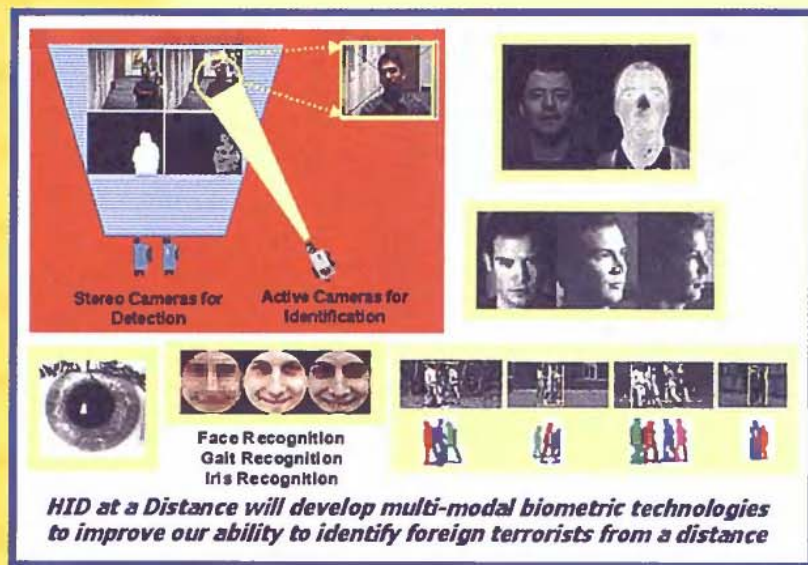 Stereo Cameras for
Detection
Active Cameras for
Identification
Face Recognition
Gait Recognition
Iris Recognition
HID at a Distance will develop multi-modal biometric technologies
to improve our ability to identify foreign terrorists from a distance